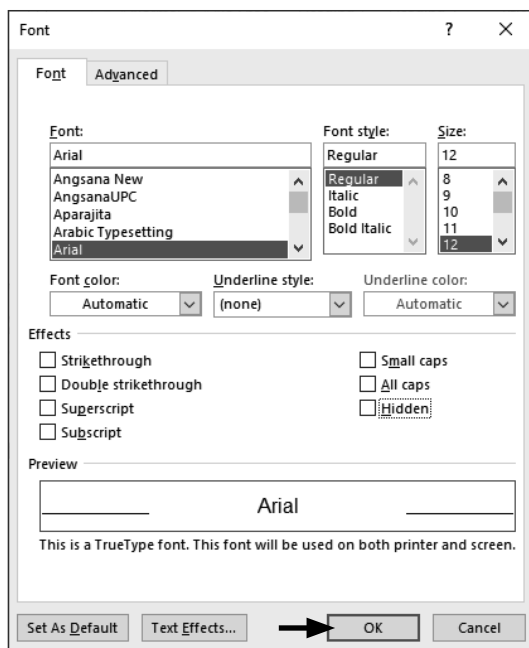 Font ?
Font Advanced
Font: Font style: Size:
Arial Regular 12
Angsana New Regular 8
AngsanaUPC Italic 9
Aparajita Bold 10
Arabic Typesetting Bold Italic 11
Arial 12
Font color: Underline style: Underline color:
Automatic (none) Automatic
Effects
Strikethrough Small caps
Double strikethrough All caps
Superscript Hidden
Subscript
Preview
Arial
This is a TrueType font. This font will be used on both printer and screen.
Set As Default Text Effects... OK Cancel